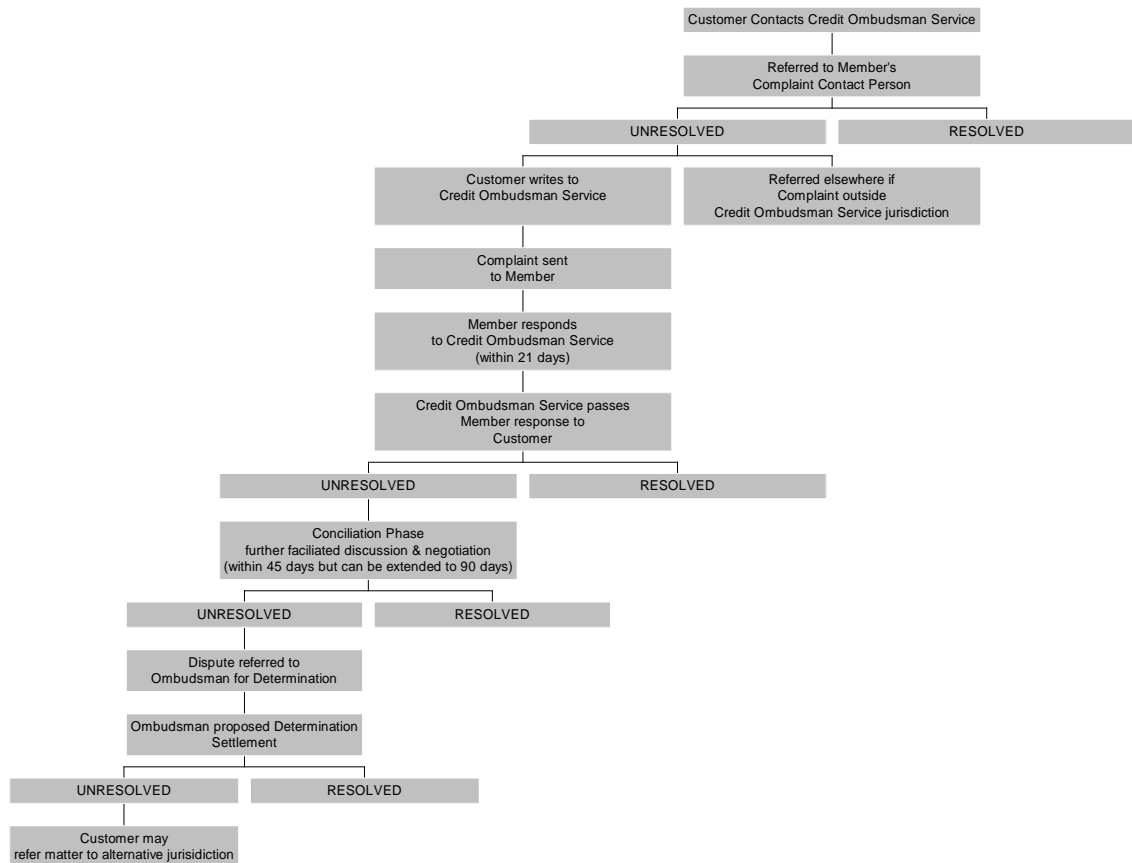 Customer Contacts Credit Ombudsman Service
Referred to Member's
Complaint Contact Person
UNRESOLVED
RESOLVED
Customer writes to
Credit Ombudsman Service
Referred elsewhere if
Complaint outside
Credit Ombudsman Service jurisdiction
Complaint sent
to Member
Member responds
to Credit Ombudsman Service
(within 21 days)
Credit Ombudsman Service passes
Member response to
Customer
UNRESOLVED
RESOLVED
Conciliation Phase
further faciliated discussion & negotiation
(within 45 days but can be extended to 90 days)
UNRESOLVED
RESOLVED
Dispute referred to
Ombudsman for Determination
Ombudsman proposed Determination
Settlement
UNRESOLVED
RESOLVED
Customer may
refer matter to alternative jurisidiction